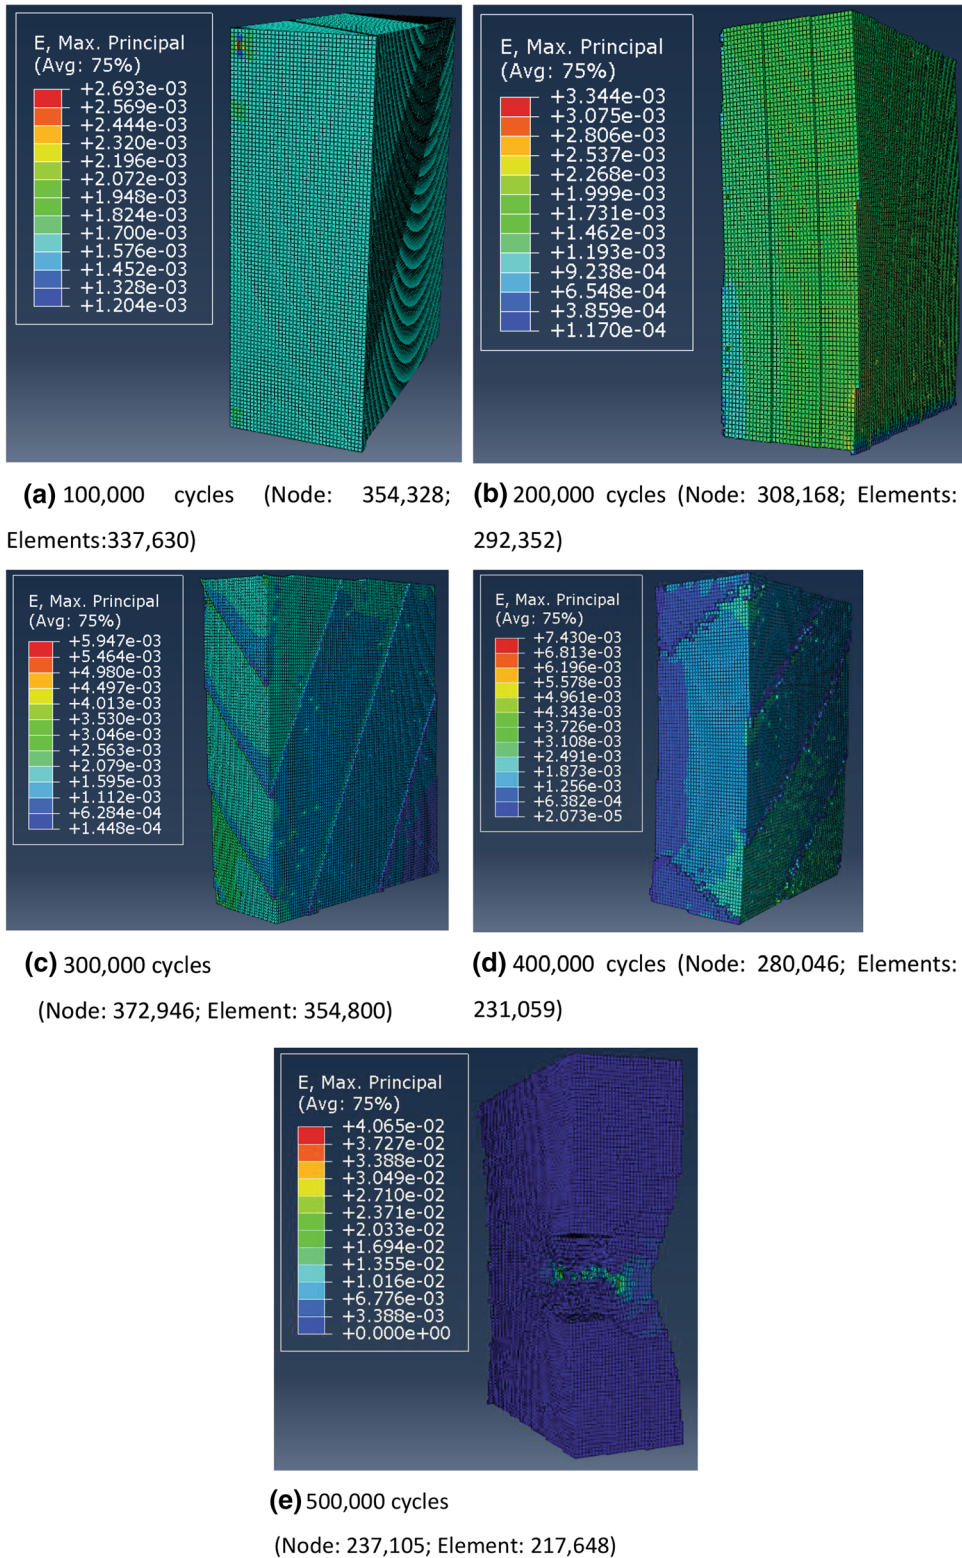 E, Max. Principal
(Avg: 75%)
+2.693e-03
+2.569e-03
+2.444e-03
+2.320e-03
+2.196e-03
+2.072e-03
+1.948e-03
+1.824e-03
+1.700e-03
+1.576e-03
+1.452e-03
+1.328e-03
+1.204e-03
(a) 100,000 cycles (Node: 354,328;
Elements:337,630)
E, Max. Principal
(Avg: 75%)
+3.344e-03
+3.075e-03
+2.806e-03
+2.537e-03
+2.268e-03
+1.999e-03
+1.731e-03
+1.462e-03
+1.193e-03
+9.238e-04
+6.548e-04
+3.859e-04
+1.170e-04
(b) 200,000 cycles (Node: 308,168; Elements:
292,352)
E, Max. Principal
(Avg: 75%)
+5.947e-03
+5.464e-03
+4.980e-03
+4.497e-03
+4.013e-03
+3.530e-03
+3.046e-03
+2.563e-03
+2.079e-03
+1.595e-03
+1.112e-03
+6.284e-04
+1.448e-04
(c) 300,000 cycles
(Node: 372,946; Element: 354,800)
E, Max. Principal
(Avg: 75%)
+7.430e-03
+6.813e-03
+6.196e-03
+5.578e-03
+4.961e-03
+4.343e-03
+3.726e-03
+3.108e-03
+2.491e-03
+1.873e-03
+1.256e-03
+6.382e-04
+2.073e-05
(d) 400,000 cycles (Node: 280,046; Elements:
231,059)
E, Max. Principal
(Avg: 75%)
+4.065e-02
+3.727e-02
+3.388e-02
+3.049e-02
+2.710e-02
+2.371e-02
+2.033e-02
+1.694e-02
+1.355e-02
+1.016e-02
+6.776e-03
+3.388e-03
+0.000e+00
(e) 500,000 cycles
(Node: 237,105; Element: 217,648)